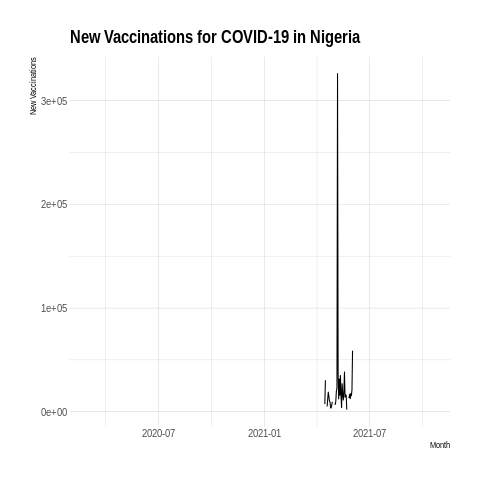 New Vaccinations for COVID-19 in Nigeria
New Vaccinations
3e+05
2e+05
1e+05
0e+00
2020-07 2021-01 2021-07
Month